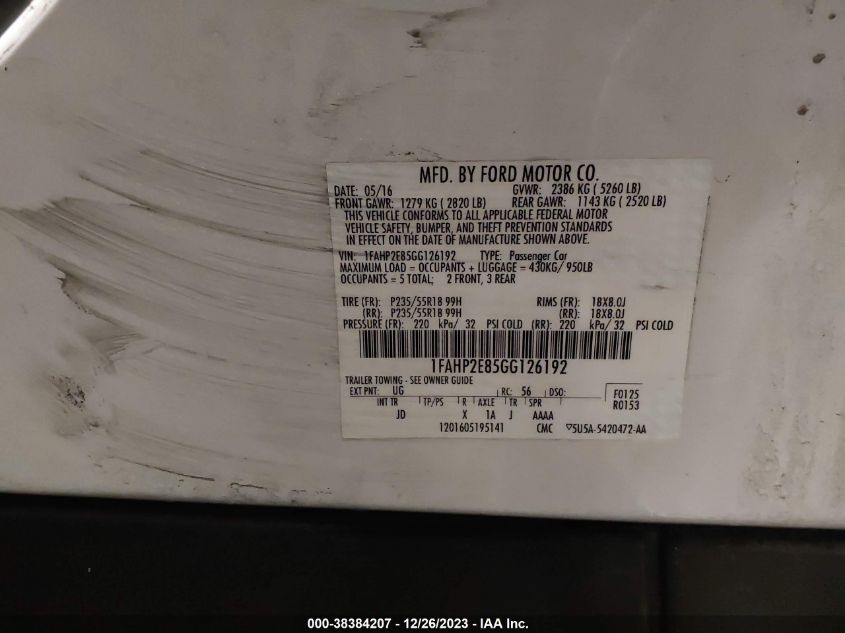 MFD. BY FORD MOTOR CO.
DATE: 05/16 GVWR: 2386 KG ( 5260 LB)
FRONT GAWR: 1279 KG ( 2820 LB) REAR GAWR: 1143 KG ( 2520 LB)
THIS VEHICLE CONFORMS TO ALL APPLICABLE FEDERAL MOTOR
VEHICLE SAFETY, BUMPER, AND THEFT PREVENTION STANDARDS
IN EFFECT ON THE DATE OF MANUFACTURE SHOWN ABOVE.
VIN: 1FAHP2E85GG126192 TYPE: Passenger Car
MAXIMUM LOAD = OCCUPANTS + LUGGAGE = 430KG/ 950LB
OCCUPANTS = 5 TOTAL; 2 FRONT, 3 REAR
TIRE (FR): P235/55R18 99H RIMS (FR): 18X8.0J
(RR): P235/55R18 99H (RR): 18X8.0J
PRESSURE (FR): 220 kPa/ 32 PSI COLD (RR): 220 kPa/ 32 PSI COLD
1FAHP2E85GG126192
TRAILER TOWING - SEE OWNER GUIDE
EXT PNT: UG RC: 56 DSO: F0125
INT TR TP/PS R AXLE TR SPR R0153
JD X 1A J AAAA
1201605195141 CMC ▽5U5A-5420472-AA
000-38384207 - 12/26/2023 - IAA Inc.